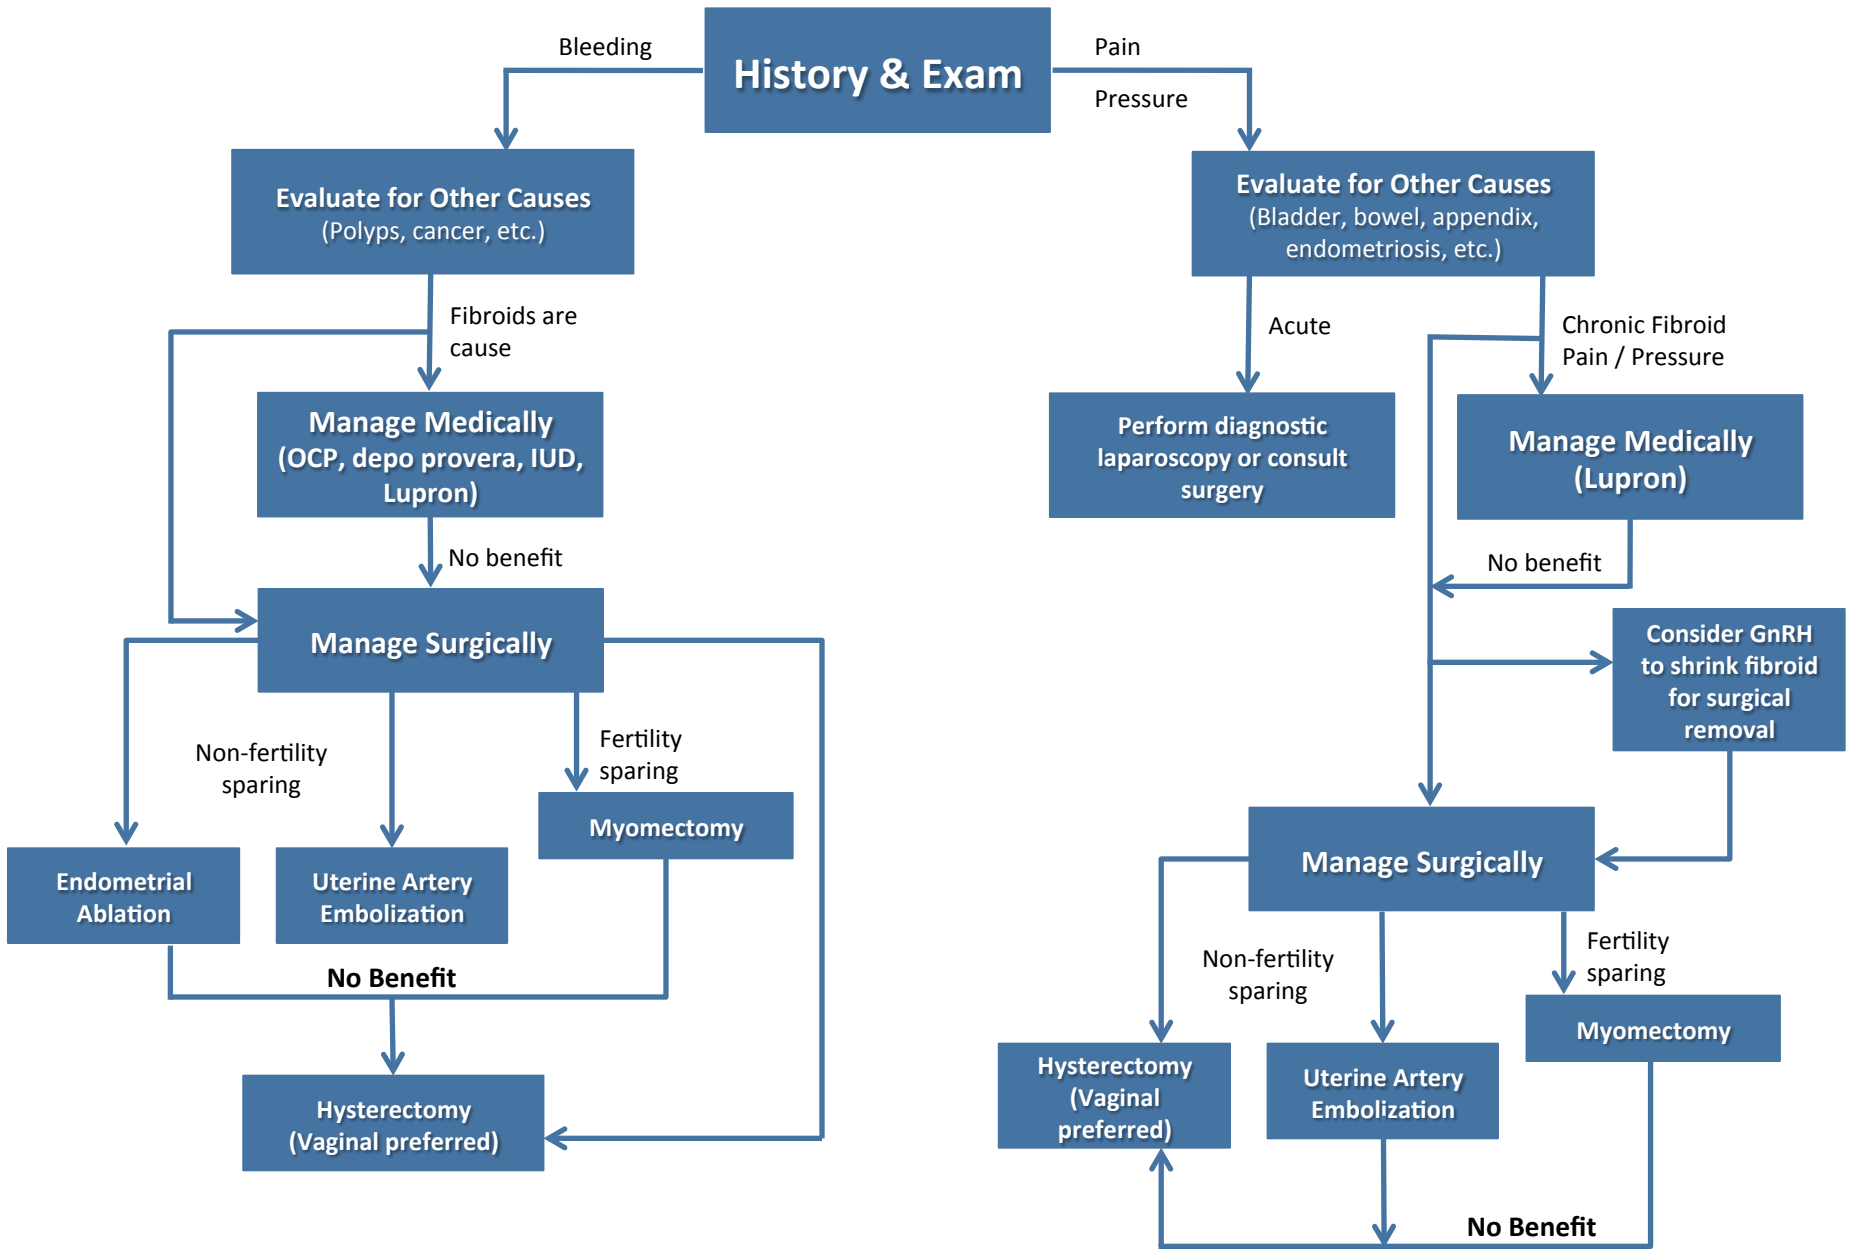 History & Exam
Bleeding
Pain
Pressure
Evaluate for Other Causes
(Polyps, cancer, etc.)
Fibroids are
cause
Manage Medically
(OCP, depo provera, IUD,
Lupron)
No benefit
Manage Surgically
Non-fertility
sparing
Fertility
sparing
Myomectomy
Endometrial
Ablation
Uterine Artery
Embolization
No Benefit
Hysterectomy
(Vaginal preferred)
Evaluate for Other Causes
(Bladder, bowel, appendix,
endometriosis, etc.)
Acute
Chronic Fibroid
Pain / Pressure
Perform diagnostic
laparoscopy or consult
surgery
Manage Medically
(Lupron)
No benefit
Consider GnRH
to shrink fibroid
for surgical
removal
Manage Surgically
Non-fertility
sparing
Fertility
sparing
Myomectomy
Hysterectomy
(Vaginal
preferred)
Uterine Artery
Embolization
No Benefit